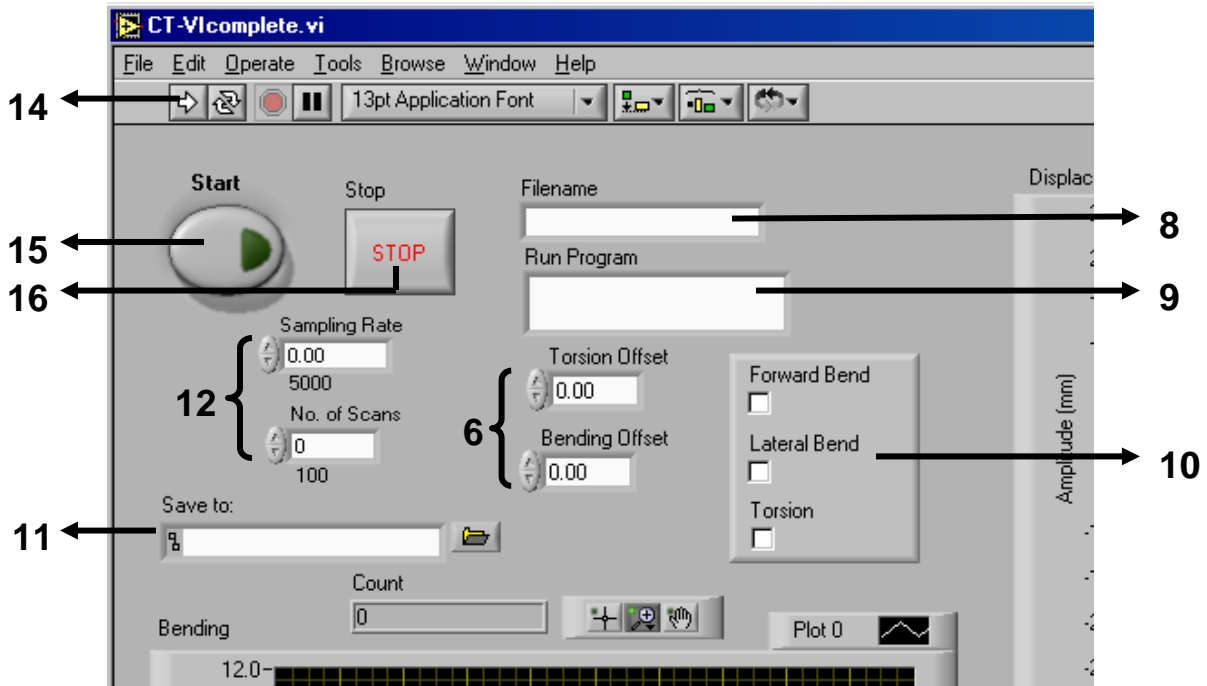 CT-VIcomplete.vi
File Edit Operate Tools Browse Window Help
14
13pt Application Font
Start
Stop
Filename
Displac
8
15
STOP
Run Program
16
9
Sampling Rate
0.00
5000
12
No. of Scans
0
100
Torsion Offset
0.00
6
Bending Offset
0.00
Forward Bend
Lateral Bend
Torsion
10
Amplitude (mm)
Save to:
11
Count
0
Bending
Plot 0
12.0